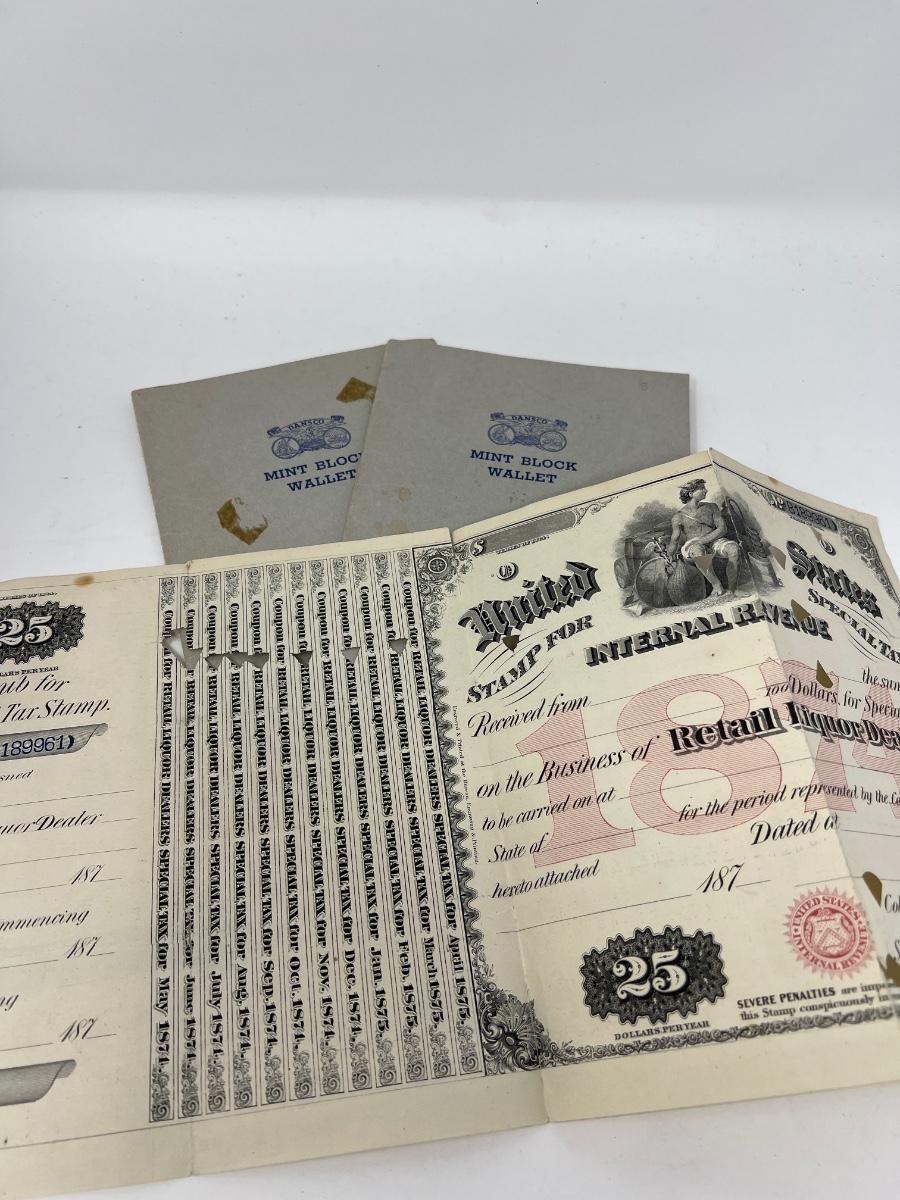 DANSCO
MINT BLOCK
WALLET
DANSCO
MINT BLOCK
WALLET
25
DOLLARS PER YEAR
Stub for
Tax Stamp.
189961)
187
187
187
Coupon for RETAIL LIQUOR DEALERS SPECIAL TAX for May 1874.
Coupon for RETAIL LIQUOR DEALERS SPECIAL TAX for June 1874.
Coupon for RETAIL LIQUOR DEALERS SPECIAL TAX for July 1874.
Coupon for RETAIL LIQUOR DEALERS SPECIAL TAX for Aug. 1874.
Coupon for RETAIL LIQUOR DEALERS SPECIAL TAX for Sep. 1874.
Coupon for RETAIL LIQUOR DEALERS SPECIAL TAX for Oct. 1874.
Coupon for RETAIL LIQUOR DEALERS SPECIAL TAX for Nov. 1874.
Coupon for RETAIL LIQUOR DEALERS SPECIAL TAX for Dec. 1874.
Coupon for RETAIL LIQUOR DEALERS SPECIAL TAX for Jan. 1875.
Coupon for RETAIL LIQUOR DEALERS SPECIAL TAX for Feb. 1875.
Coupon for RETAIL LIQUOR DEALERS SPECIAL TAX for March 1875.
Coupon for RETAIL LIQUOR DEALERS SPECIAL TAX for April 1875.
$
No B189961)
United States
STAMP FOR INTERNAL REVENUE SPECIAL TA
1874
Received from the sum
100 Dollars, for Speci
on the Business of Retail Liquor Dea
to be carried on at
State of for the period represented by the Co
hereto attached Dated at
187
Col
25
DOLLARS. PER YEAR
UNITED STATES
INTERNAL REVENUE
SEVERE PENALTIES are imp
this Stamp conspicuously in